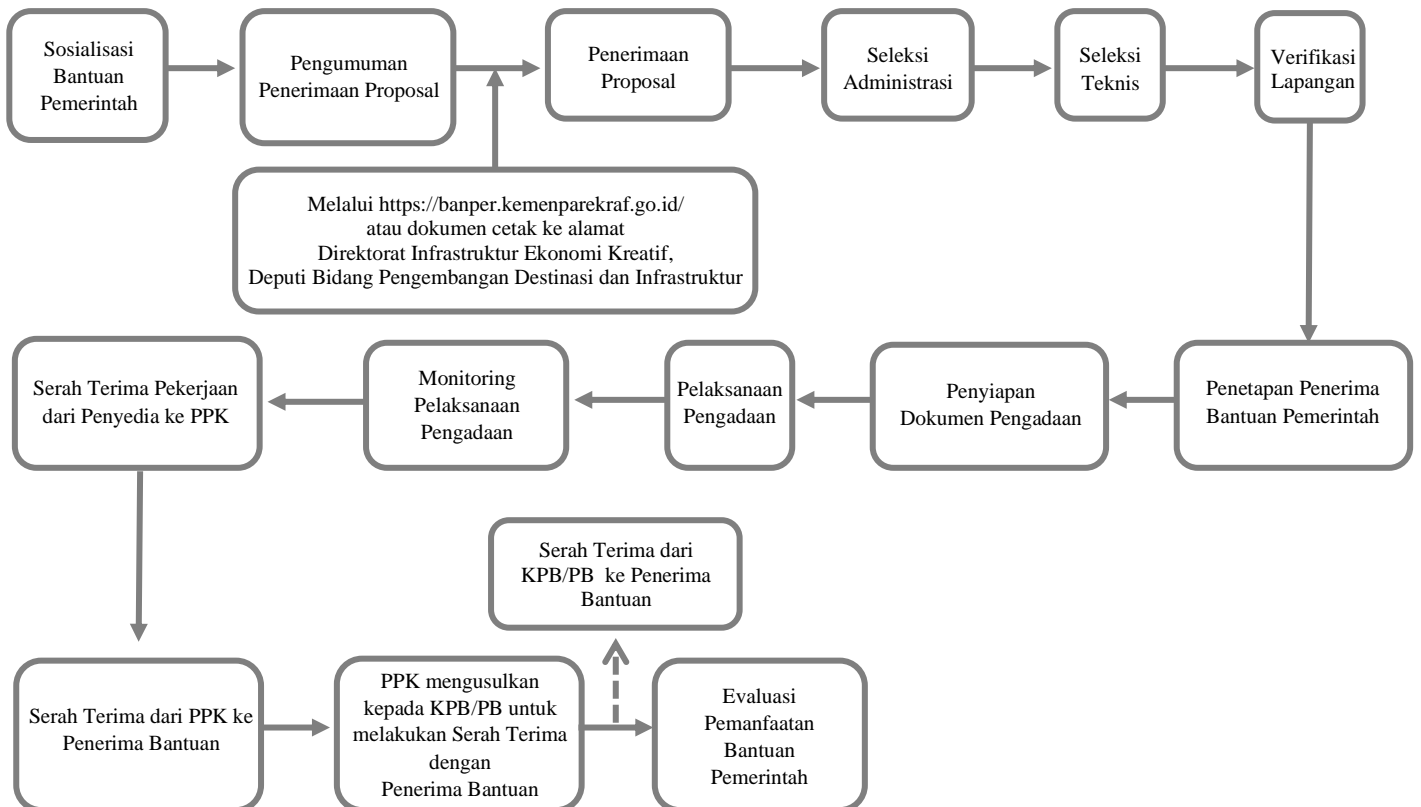 Sosialisasi
Bantuan
Pemerintah
Pengumuman
Penerimaan Proposal
Penerimaan
Proposal
Seleksi
Administrasi
Seleksi
Teknis
Verifikasi
Lapangan
Melalui https://banper.kemenparekraf.go.id/
atau dokumen cetak ke alamat
Direktorat Infrastruktur Ekonomi Kreatif,
Deputi Bidang Pengembangan Destinasi dan Infrastruktur
Penetapan Penerima
Bantuan Pemerintah
Penyiapan
Dokumen Pengadaan
Pelaksanaan
Pengadaan
Monitoring
Pelaksanaan
Pengadaan
Serah Terima Pekerjaan
dari Penyedia ke PPK
Serah Terima dari PPK ke
Penerima Bantuan
PPK mengusulkan
kepada KPB/PB untuk
melakukan Serah Terima
dengan
Penerima Bantuan
Serah Terima dari
KPB/PB ke Penerima
Bantuan
Evaluasi
Pemanfaatan
Bantuan
Pemerintah